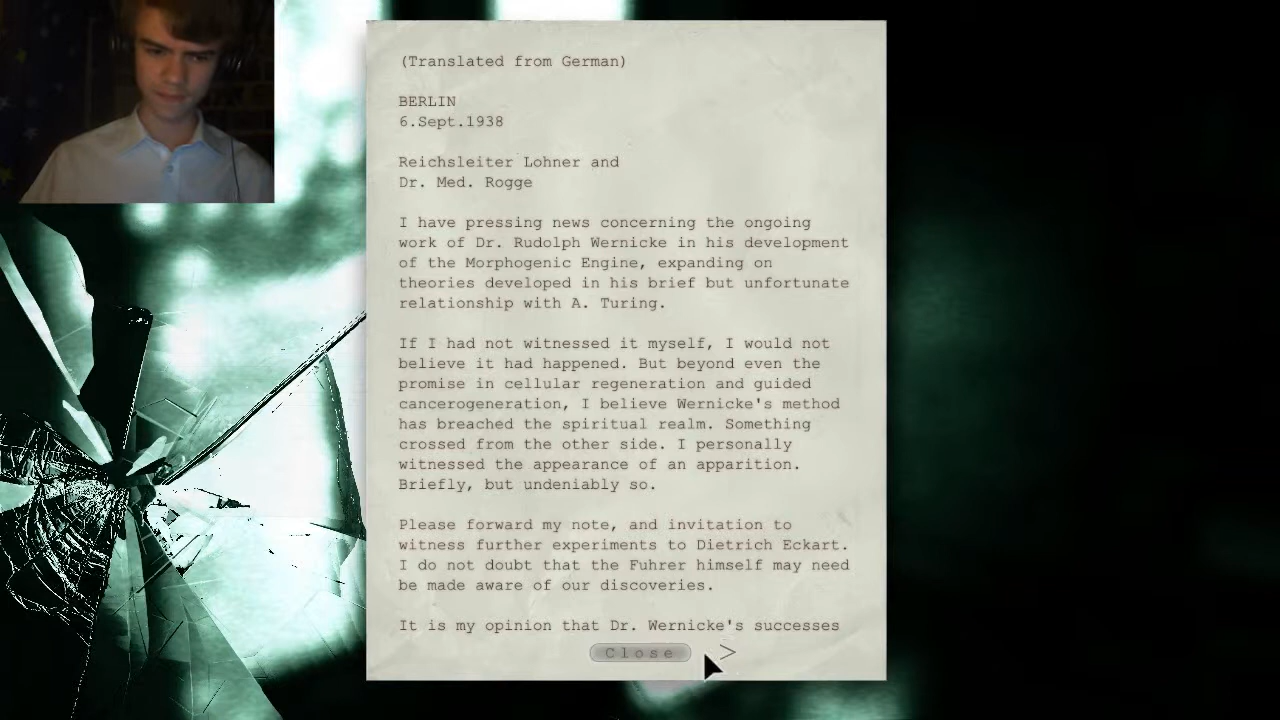 (Translated from German)
BERLIN
6.Sept.1938
Reichsleiter Lohner and
Dr. Med. Rogge
I have pressing news concerning the ongoing
work of Dr. Rudolph Wernicke in his development
of the Morphogenic Engine, expanding on
theories developed in his brief but unfortunate
relationship with A. Turing.
If I had not witnessed it myself, I would not
believe it had happened. But beyond even the
promise in cellular regeneration and guided
cancerogeneration, I believe Wernicke's method
has breached the spiritual realm. Something
crossed from the other side. I personally
witnessed the appearance of an apparition.
Briefly, but undeniably so.
Please forward my note, and invitation to
witness further experiments to Dietrich Eckart.
I do not doubt that the Fuhrer himself may need
be made aware of our discoveries.
It is my opinion that Dr. Wernicke's successes
Close >